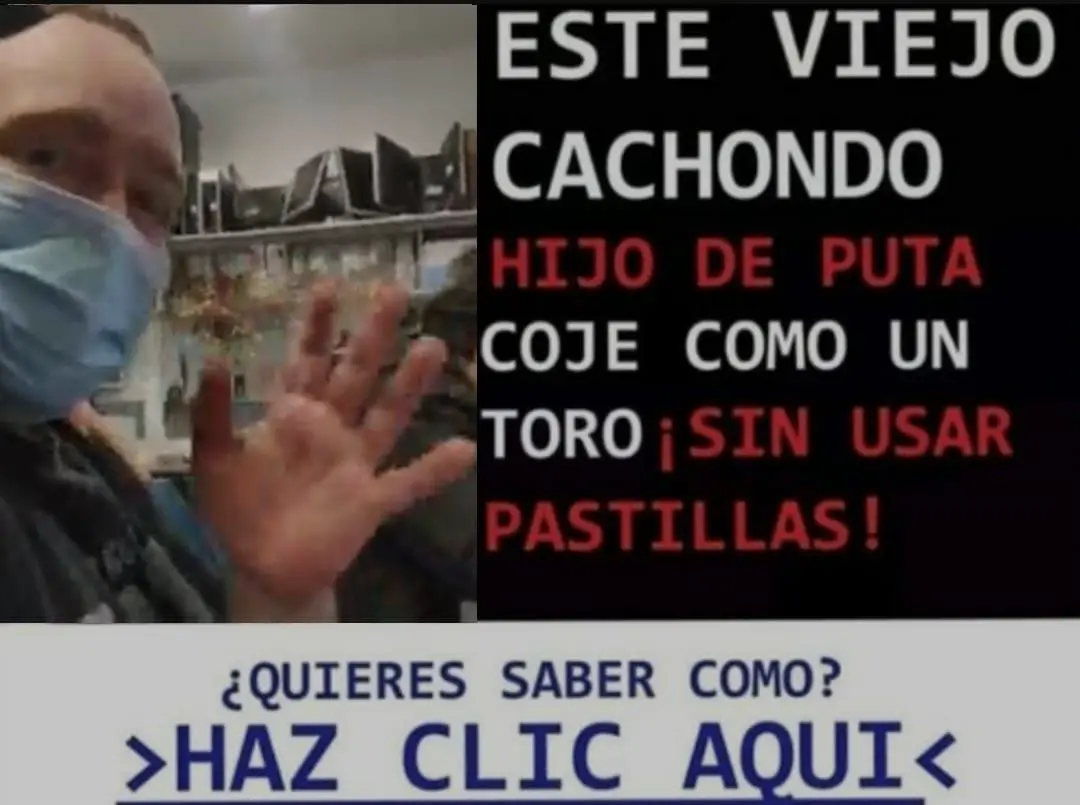 ESTE VIEJO
CACHONDO
HIJO DE PUTA
COJE COMO UN
TORO ¡SIN USAR
PASTILLAS!
¿QUIERES SABER COMO?
>HAZ CLIC AQUI<